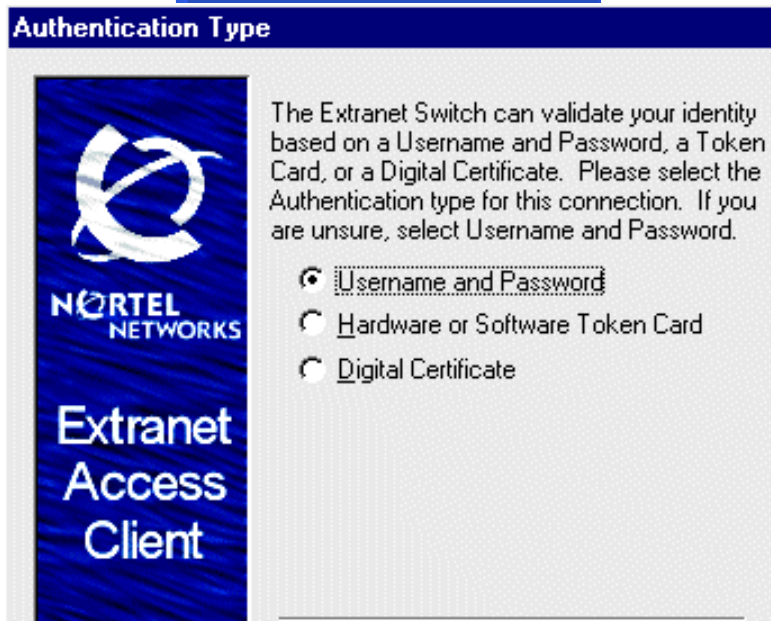 Authentication Type
The Extranet Switch can validate your identity
based on a Username and Password, a Token
Card, or a Digital Certificate. Please select the
Authentication type for this connection. If you
are unsure, select Username and Password.
Username and Password
Hardware or Software Token Card
Digital Certificate
NORTEL
NETWORKS
Extranet
Access
Client